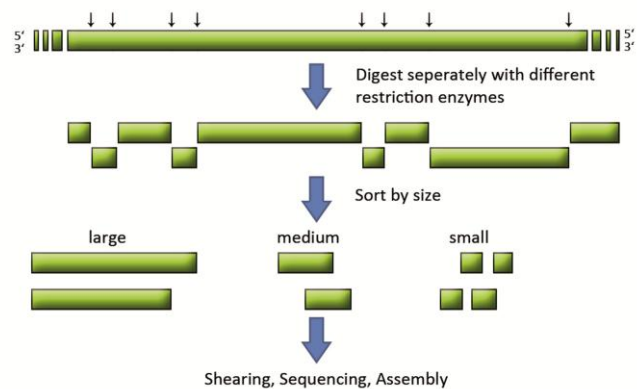 5' 5'
3' 3'
Digest seperately with different
restriction enzymes
Sort by size
large medium small
Shearing, Sequencing, Assembly